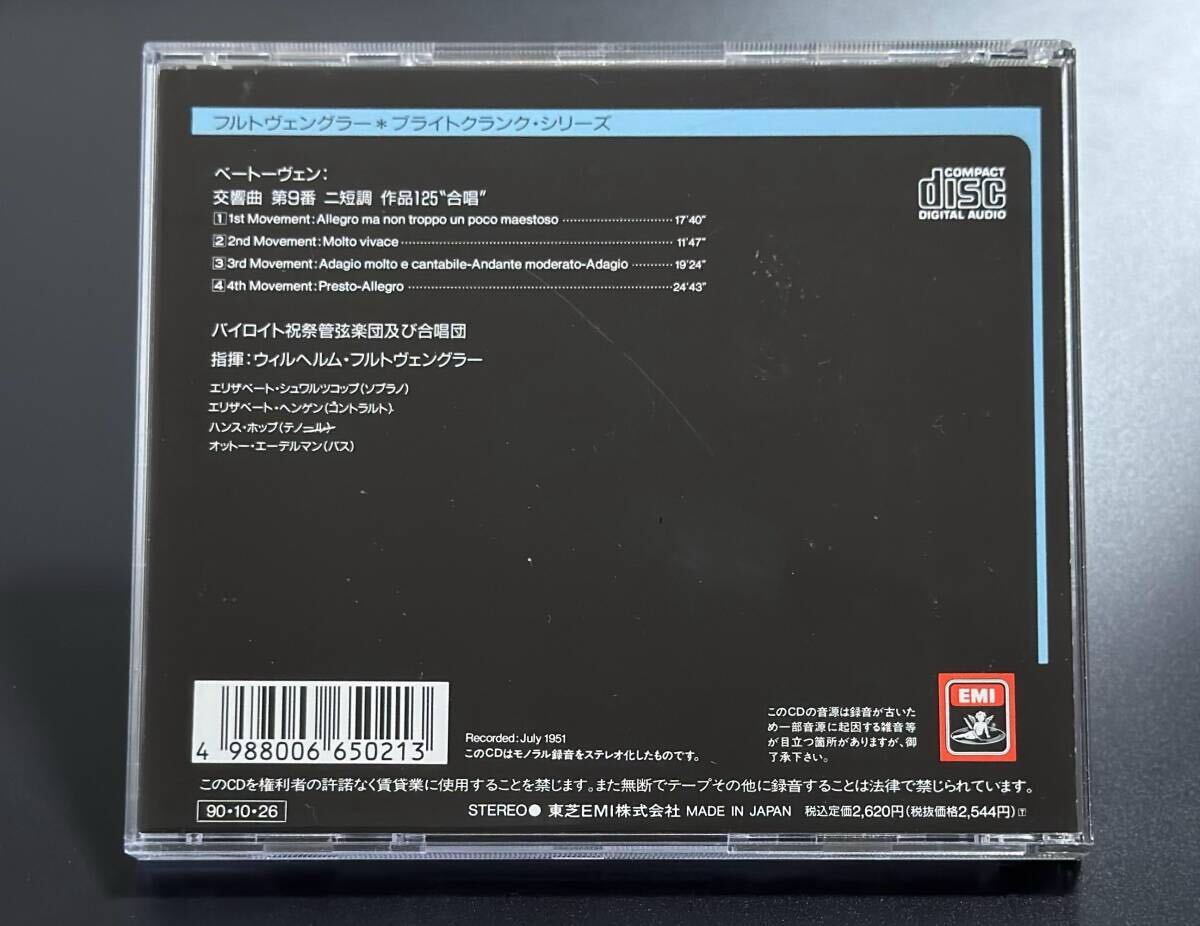 フルトヴェングラー＊ブライトクランク・シリーズ
COMPACT
disc
DIGITAL AUDIO
ベートーヴェン:
交響曲 第9番 ニ短調 作品125"合唱"
1 1st Movement:Allegro ma non troppo un poco maestoso 17'40"
2 2nd Movement:Molto vivace 11'47"
3 3rd Movement:Adagio molto e cantabile-Andante moderato-Adagio 19'24"
4 4th Movement:Presto-Allegro 24'43"
バイロイト祝祭管弦楽団及び合唱団
指揮:ウィルヘルム・フルトヴェングラー
エリザベート・シュワルツコップ(ソプラノ)
エリザベート・ヘンゲン(コントラルト)
ハンス・ホップ(テノール)
オットー・エーデルマン(バス)
4 988006 650213
Recorded:July 1951
このCDはモノラル録音をステレオ化したものです。
このCDの音源は録音が古いた
め一部音源に起因する雑音等
が目立つ箇所がありますが、御
了承下さい。
EMI
このCDを権利者の許諾なく賃貸業に使用することを禁じます。また無断でテープその他に録音することは法律で禁じられています。
90・10・26
STEREO● 東芝EMI株式会社 MADE IN JAPAN 税込定価2,620円(税抜価格2,544円) T